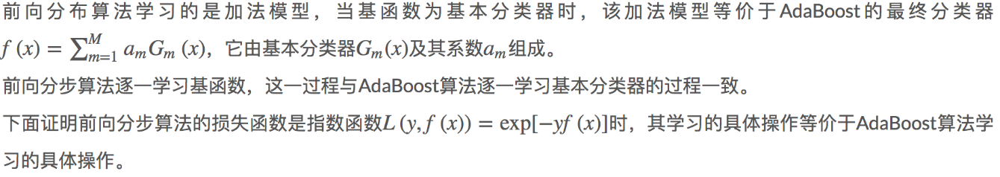 前向分布算法学习的是加法模型，当基函数为基本分类器时，该加法模型等价于AdaBoost的最终分类器
f (x) = ∑_{m=1}^{M} a_m G_m (x)，它由基本分类器G_m(x)及其系数a_m组成。
前向分步算法逐一学习基函数，这一过程与AdaBoost算法逐一学习基本分类器的过程一致。
下面证明前向分步算法的损失函数是指数函数L (y, f (x)) = exp[−yf (x)]时，其学习的具体操作等价于AdaBoost算法学
习的具体操作。